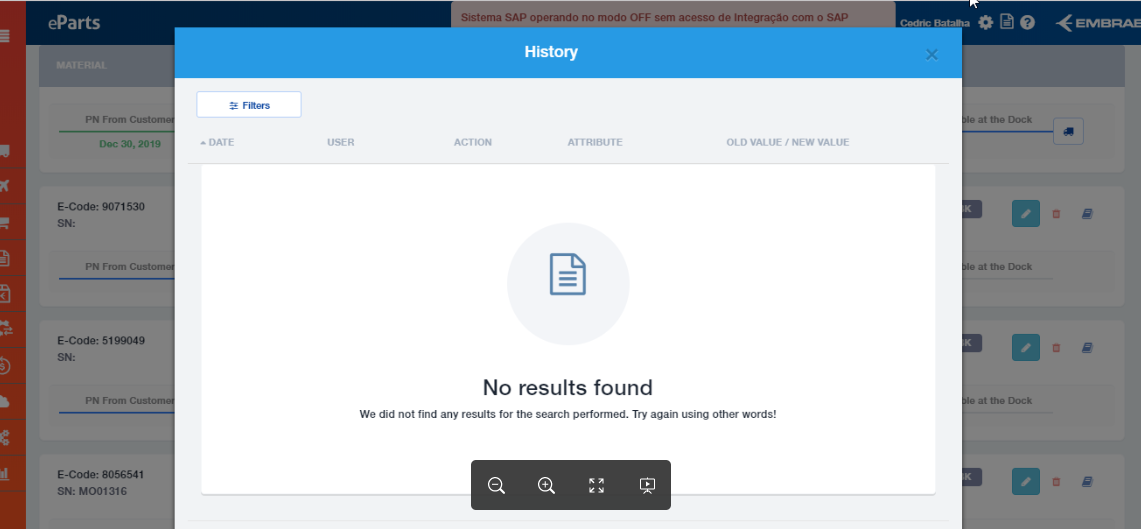 eParts
Sistema SAP operando no modo OFF sem acesso de Integração com o SAP
Cedric Batalha
EMBRAE
MATERIAL
History
×
Filters
DATE USER ACTION ATTRIBUTE OLD VALUE / NEW VALUE
PN From Customer
ble at the Dock
Dec 30, 2019
E-Code: 9071530
SN:
SK
PN From Customer
ble at the Dock
No results found
We did not find any results for the search performed. Try again using other words!
E-Code: 5199049
SN:
SK
PN From Customer
ble at the Dock
E-Code: 8056541
SN: MO01316
SK